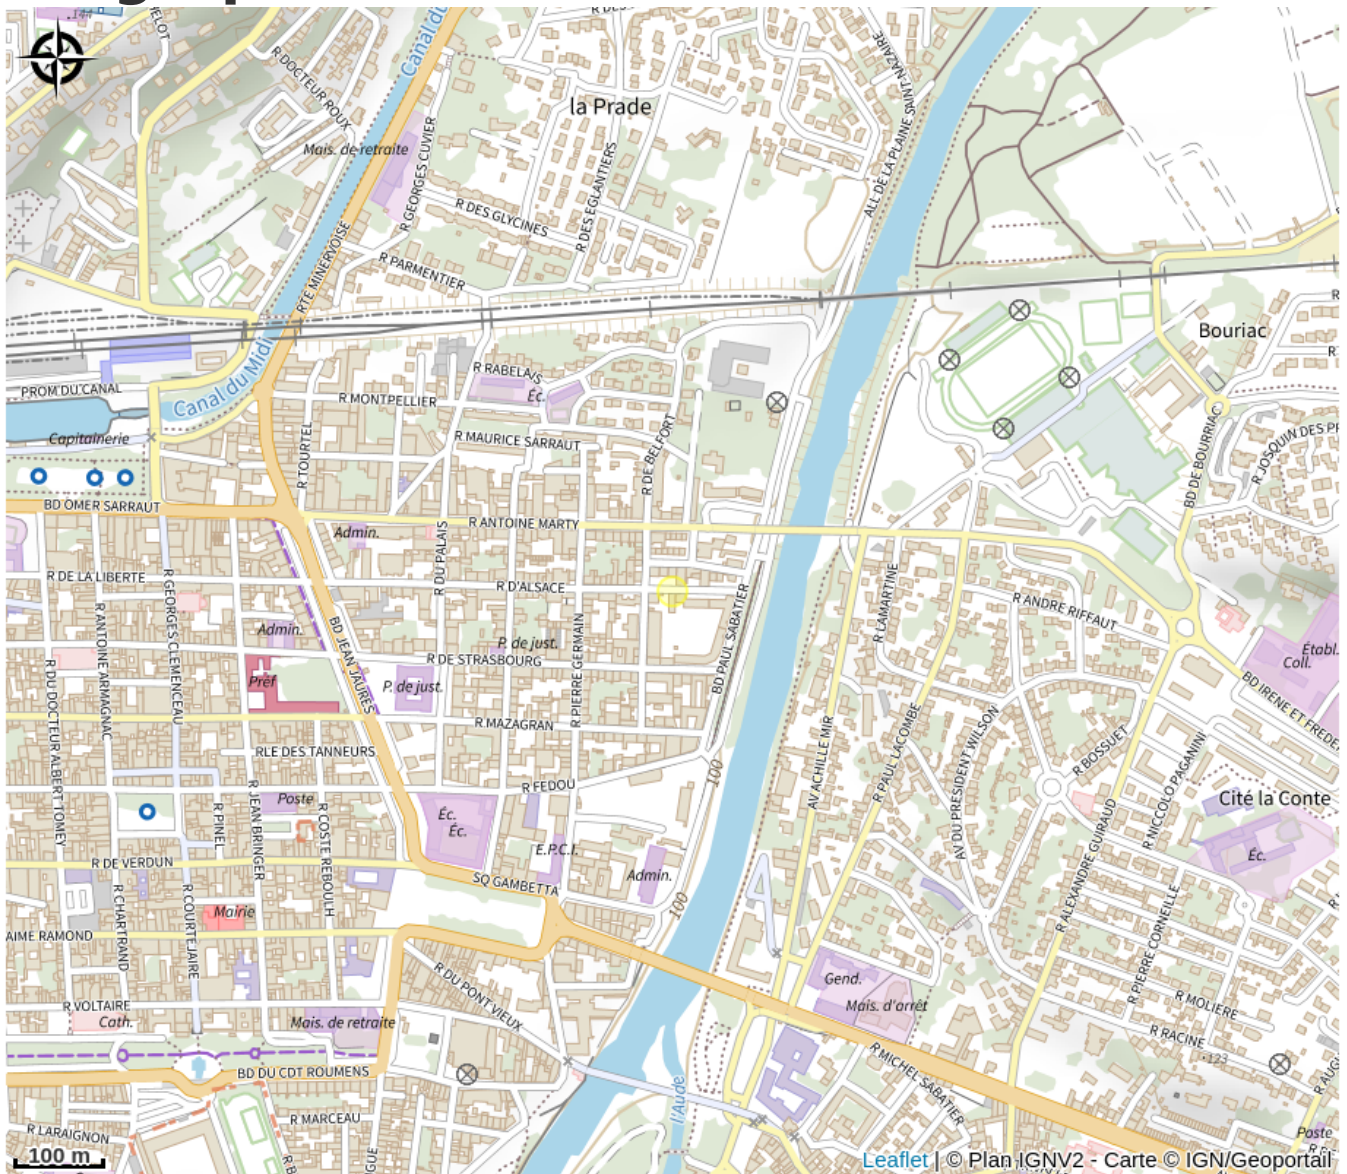 la Prade
R DOCTEUR ROUX
Canal du
ALL DE LA PLAINE SAINT-NAZAIRE
Mais. de retraite
R GEORGES CUVIER
R DES GLYCINES
R DES EGLANTIERS
R PARMENTIER
RTE MINERVOISE
Bouriac
Canal du Midi
PROM DU CANAL
R RABELAIS
Éc.
R MONTPELLIER
Capitainerie
R TOURTEL
R MAURICE SARRAUT
R DE BELFORT
BD DE BOURRIAC
R JOSQUIN DES PR
BD OMER SARRAUT
R ANTOINE MARTY
Admin.
R DU PALAIS
R DE LA LIBERTE
R GEORGES CLEMENCEAU
R D'ALSACE
R LAMARTINE
R ANDRE RIFFAUT
R ANTOINE ARMAGNAC
Admin.
BD JEAN JAURES
P. de just.
R DE STRASBOURG
R PIERRE GERMAIN
BD PAUL SABATIER
Établ.
Coll.
R DU DOCTEUR ALBERT TOMEY
Préf
P. de just.
BD IRENE ET FREDER
R MAZAGRAN
AV ACHILLE MIR
R PAUL LACOMBE
AV DU PRESIDENT WILSON
R BOSSUET
R NICCOLO PAGANINI
RLE DES TANNEURS
100
R FEDOU
Cité la Conte
R PINEL
R JEAN BRINGER
Poste
R COSTE REBOULH
Éc.
Éc.
E.P.C.I.
R ALEXANDRE GUIRAUD
Éc.
R DE VERDUN
Admin.
SQ GAMBETTA
100
R CHARTRAND
R COURTEJAIRE
Mairie
R PIERRE CORNEILLE
AIME RAMOND
R DU PONT VIEUX
Gend.
Mais. d'arrêt
R MOLIERE
R VOLTAIRE
Cath.
Mais. de retraite
R RACINE
123
R MICHEL SABATIER
BD DU CDT ROUMENS
l'Aude
R AUGU
R MARCEAU
R LARAIGNON
Poste
100 m
Leaflet | © Plan IGNV2 - Carte © IGN/Geoportail